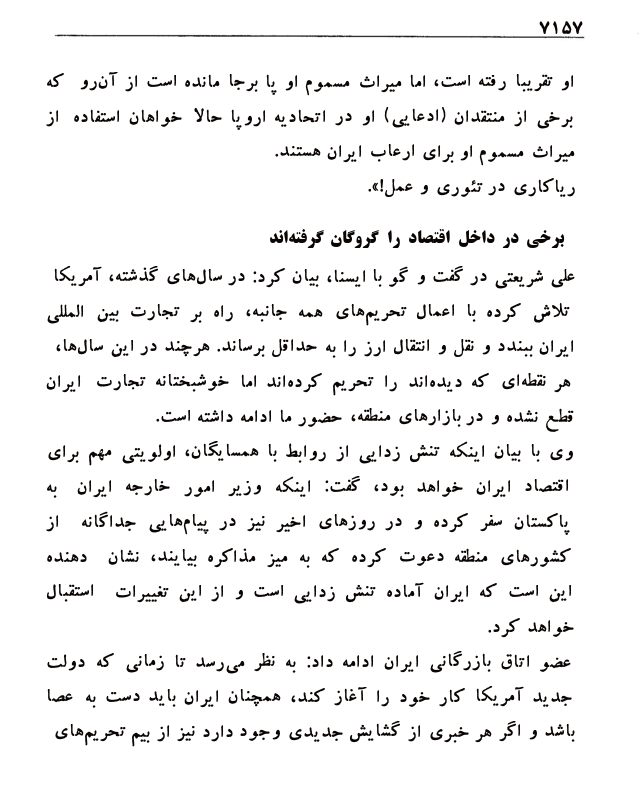 ۷۱۵۷
او تقریبا رفته است، اما میراث مسموم او پا برجا مانده است از آن‌رو که
برخی از منتقدان (ادعایی) او در اتحادیه اروپا حالا خواهان استفاده از
میراث مسموم او برای ارعاب ایران هستند.
ریاکاری در تئوری و عمل!».
برخی در داخل اقتصاد را گروگان گرفته‌اند
علی شریعتی در گفت و گو با ایسنا، بیان کرد: در سال‌های گذشته، آمریکا
تلاش کرده با اعمال تحریم‌های همه جانبه، راه بر تجارت بین المللی
ایران ببندد و نقل و انتقال ارز را به حداقل برساند. هرچند در این سال‌ها،
هر نقطه‌ای که دیده‌اند را تحریم کرده‌اند اما خوشبختانه تجارت ایران
قطع نشده و در بازارهای منطقه، حضور ما ادامه داشته است.
وی با بیان اینکه تنش زدایی از روابط با همسایگان، اولویتی مهم برای
اقتصاد ایران خواهد بود، گفت: اینکه وزیر امور خارجه ایران به
پاکستان سفر کرده و در روزهای اخیر نیز در پیام‌هایی جداگانه از
کشورهای منطقه دعوت کرده که به میز مذاکره بیایند، نشان دهنده
این است که ایران آماده تنش زدایی است و از این تغییرات استقبال
خواهد کرد.
عضو اتاق بازرگانی ایران ادامه داد: به نظر می‌رسد تا زمانی که دولت
جدید آمریکا کار خود را آغاز کند، همچنان ایران باید دست به عصا
باشد و اگر هر خبری از گشایش جدیدی وجود دارد نیز از بیم تحریم‌های